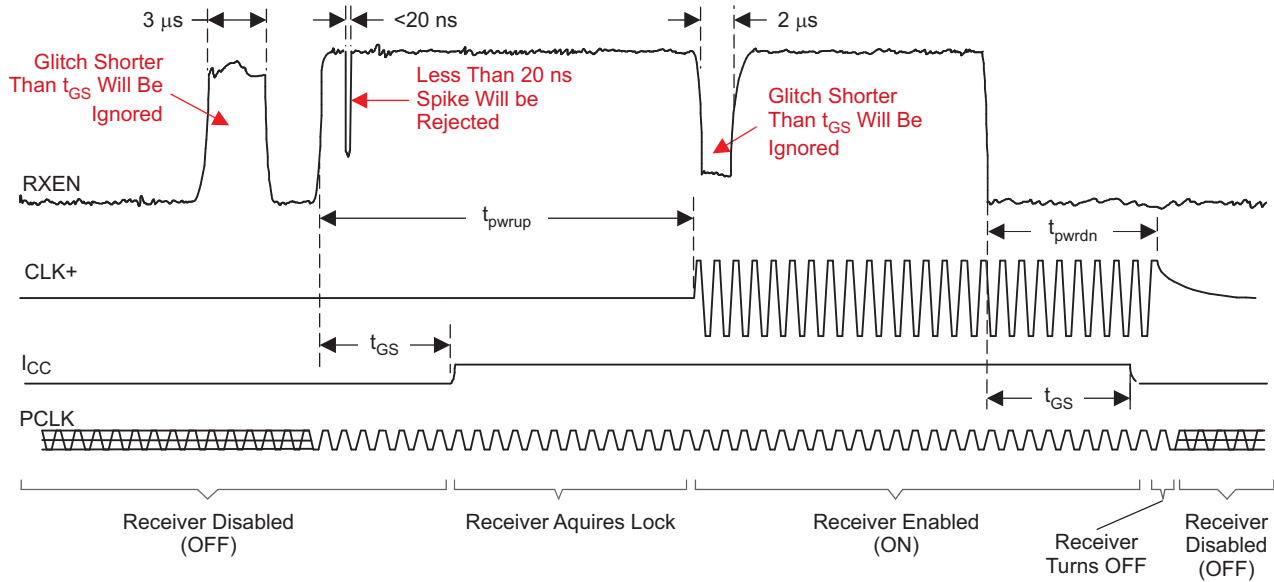 3 μs
<20 ns
2 μs
Glitch Shorter
Than tGS Will Be
Ignored
Less Than 20 ns
Spike Will be
Rejected
Glitch Shorter
Than tGS Will Be
Ignored
RXEN
tpwrup
tpwrdn
CLK+
tGS
ICC
tGS
PCLK
Receiver Disabled
(OFF)
Receiver Aquires Lock
Receiver Enabled
(ON)
Receiver
Turns OFF
Receiver
Disabled
(OFF)